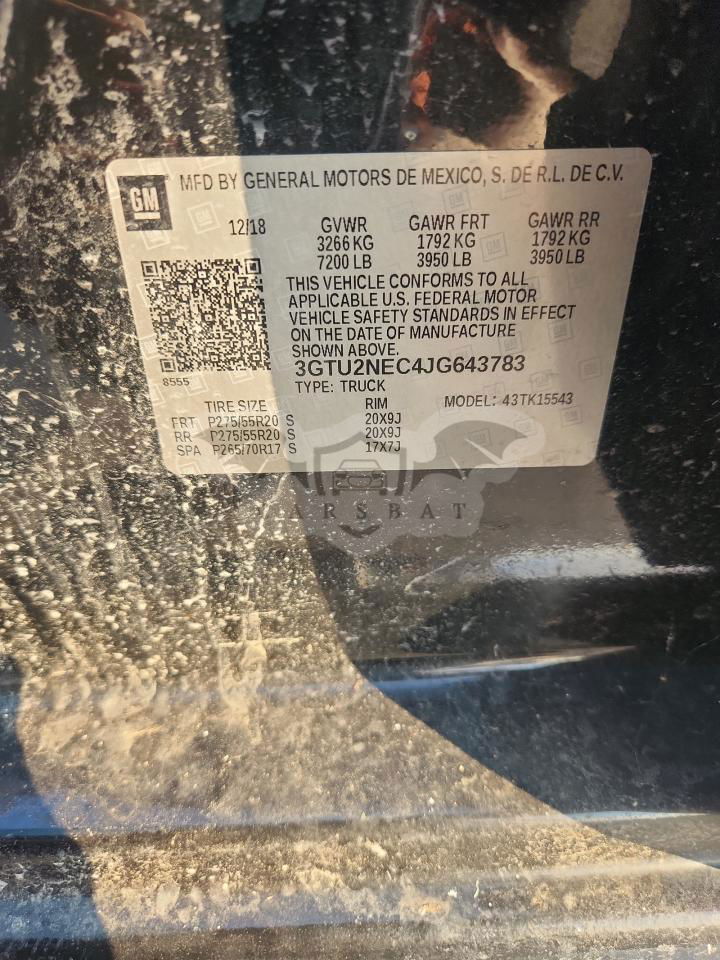 GM
MFD BY GENERAL MOTORS DE MEXICO, S. DE R.L. DE C.V.
12/18 GVWR GAWR FRT GAWR RR
3266 KG 1792 KG 1792 KG
7200 LB 3950 LB 3950 LB
THIS VEHICLE CONFORMS TO ALL
APPLICABLE U.S. FEDERAL MOTOR
VEHICLE SAFETY STANDARDS IN EFFECT
ON THE DATE OF MANUFACTURE
SHOWN ABOVE.
8555 3GTU2NEC4JG643783
TYPE: TRUCK MODEL: 43TK15543
TIRE SIZE RIM
FRT P275/55R20 S 20X9J
RR P275/55R20 S 20X9J
SPA P265/70R17 S 17X7J
CARSBAT